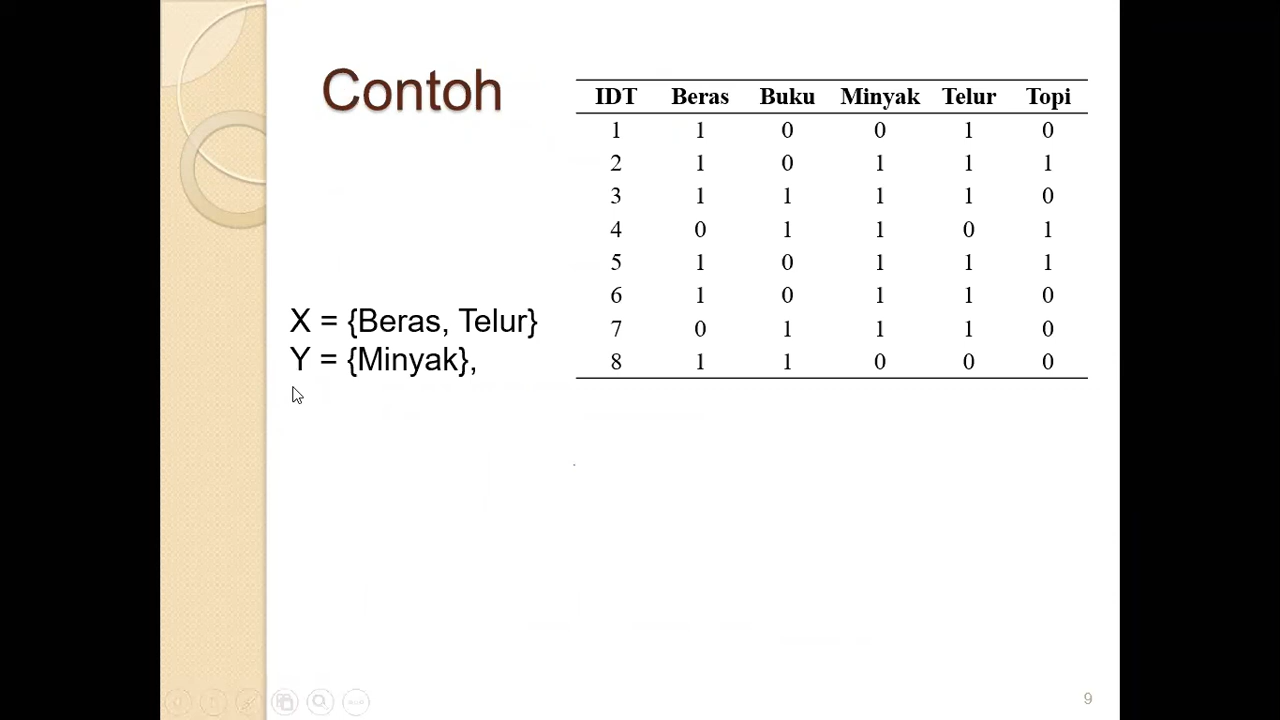 Contoh
IDT Beras Buku Minyak Telur Topi
1 1 0 0 1 0
2 1 0 1 1 1
3 1 1 1 1 0
4 0 1 1 0 1
5 1 0 1 1 1
6 1 0 1 1 0
7 0 1 1 1 0
8 1 1 0 0 0
X = {Beras, Telur}
Y = {Minyak},
9